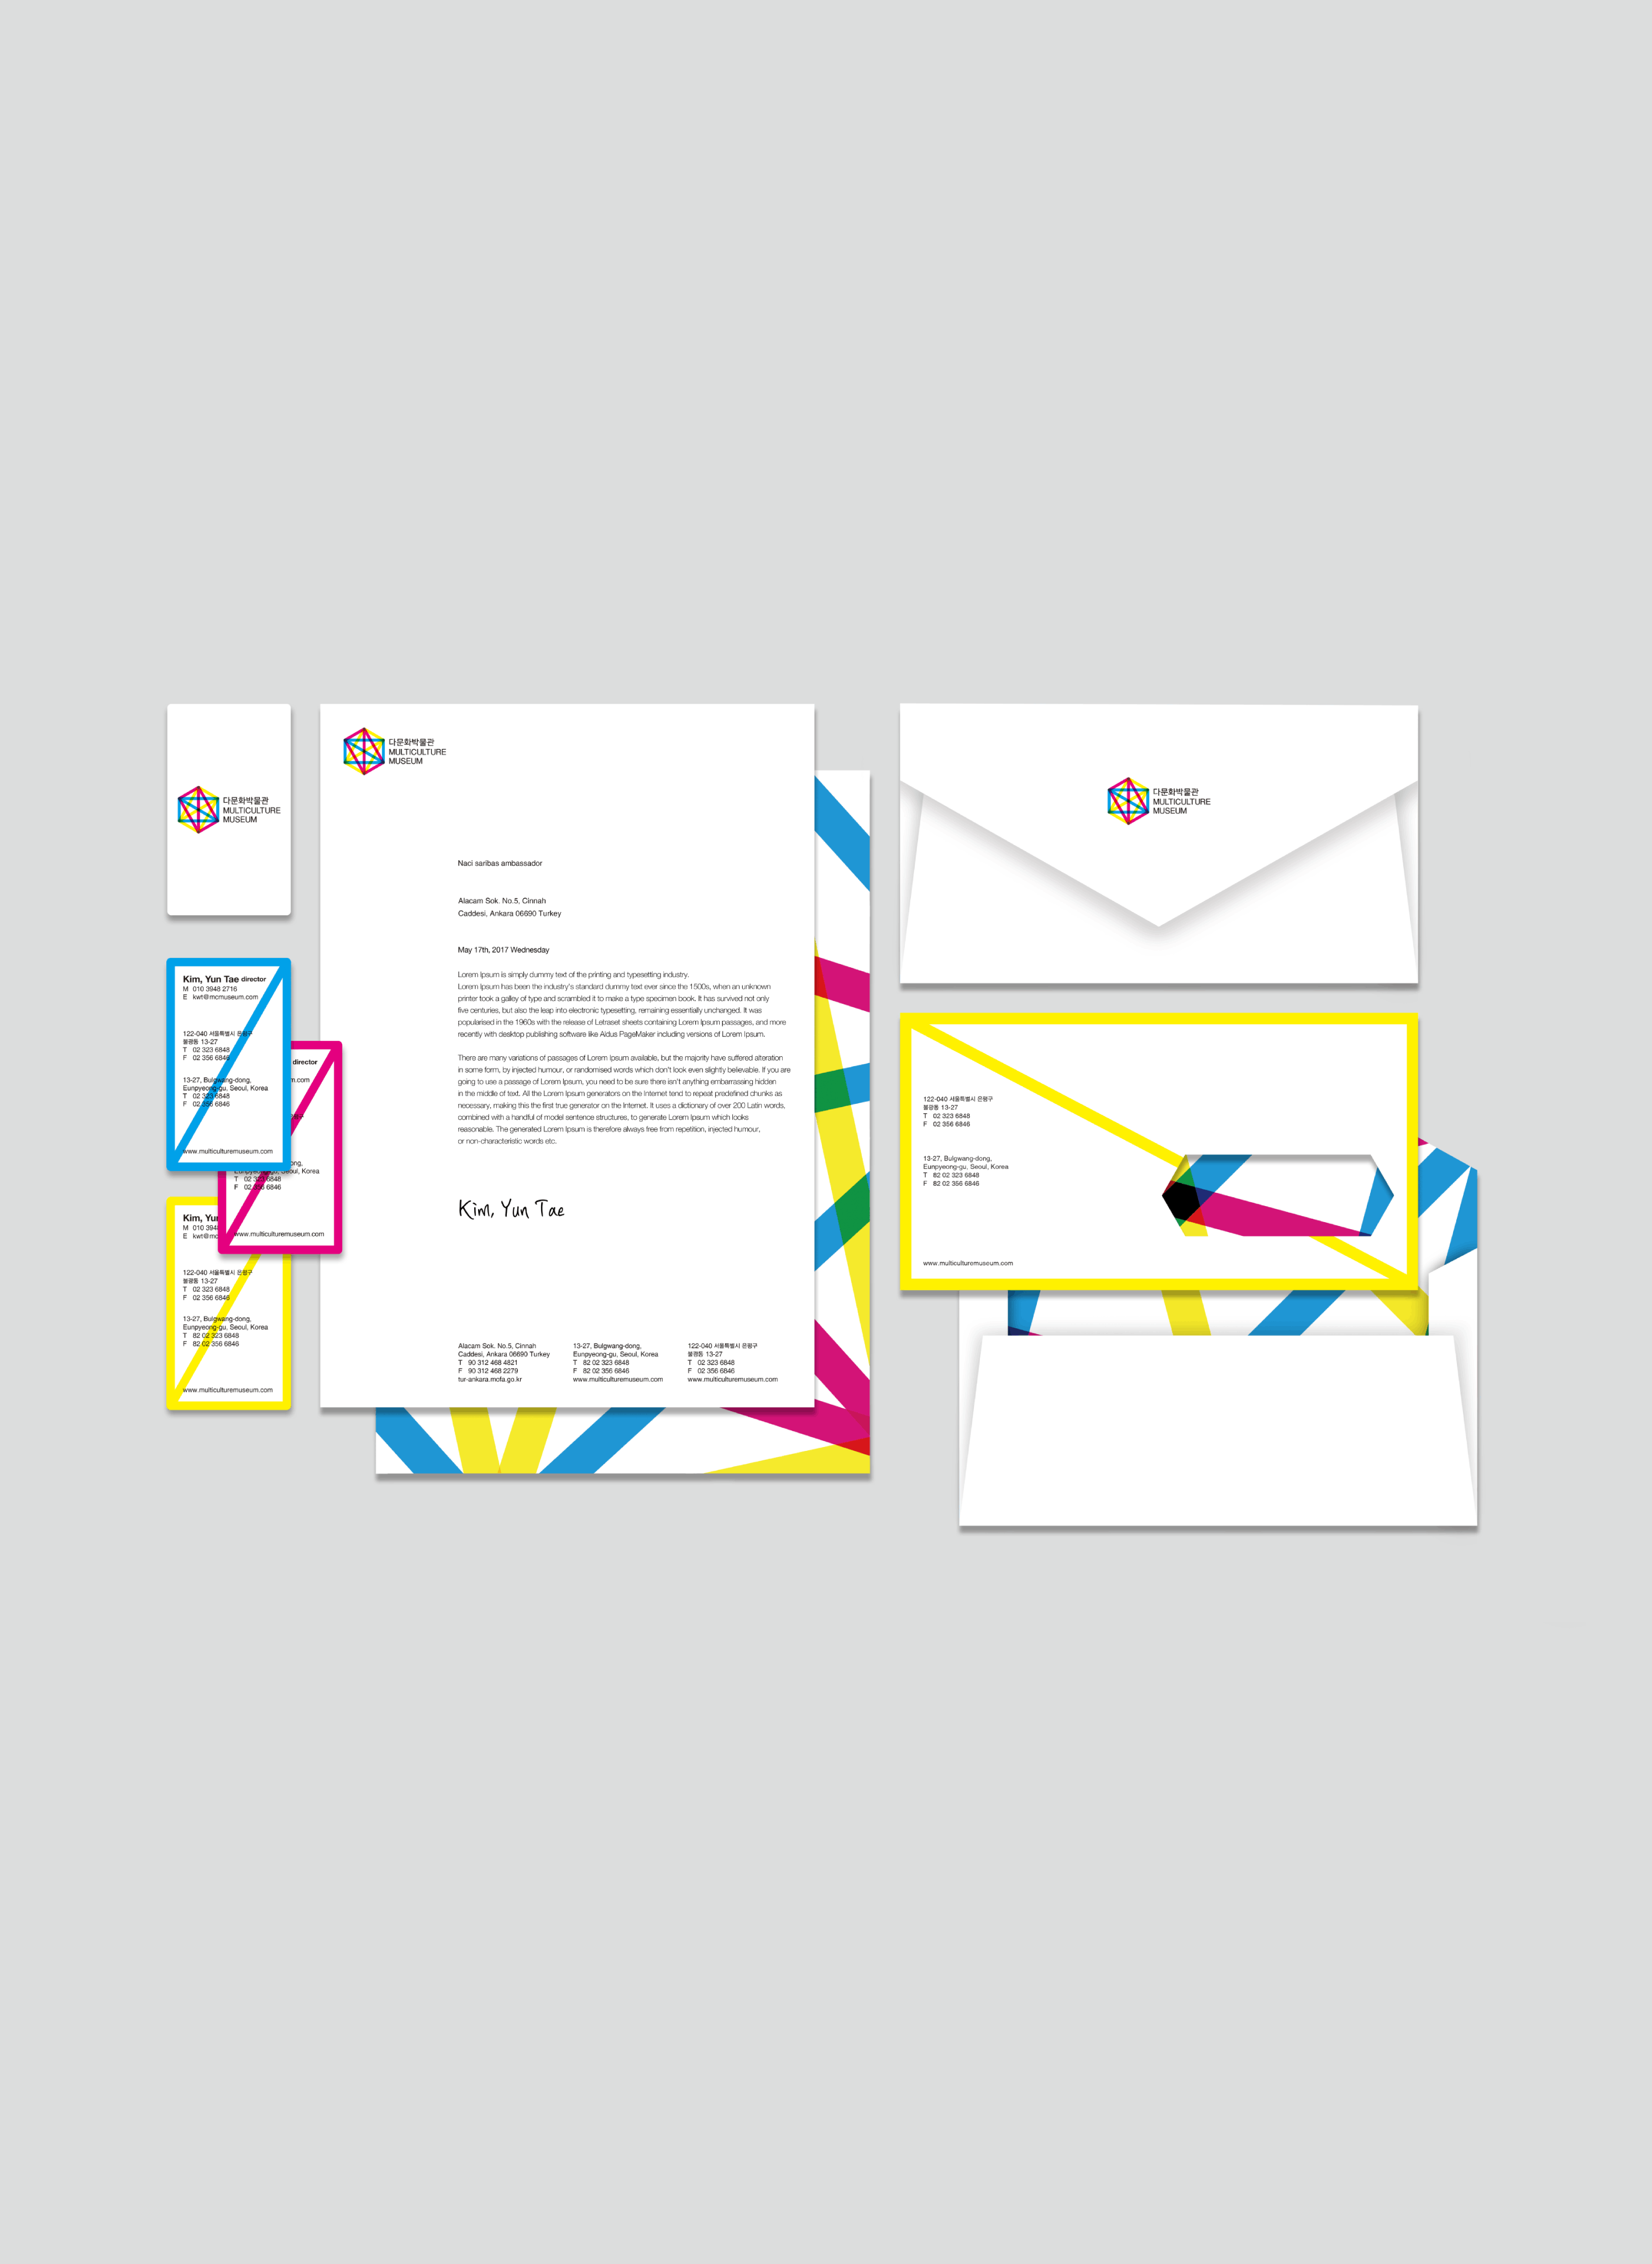 다문화박물관
MULTICULTURE
MUSEUM
Kim, Yun Tae director
M 010 3948 2716
E kwt@mcmuseum.com
122-040 서울특별시 은평구
불광동 13-27
T 02 323 6848
F 02 356 6846
13-27, Bulgwang-dong,
Eunpyeong-gu, Seoul, Korea
T 02 323 6848
F 02 356 6846
www.multiculturemuseum.com
director
m.com
ong,
Eunpyeong-gu, Seoul, Korea
T 02 323 6848
F 02 356 6846
www.multiculturemuseum.com
Kim, Yu
M 010 394
E kwt@mc
122-040 서울특별시 은평구
불광동 13-27
T 02 323 6848
F 02 356 6846
13-27, Bulgwang-dong,
Eunpyeong-gu, Seoul, Korea
T 82 02 323 6848
F 82 02 356 6846
www.multiculturemuseum.com
다문화박물관
MULTICULTURE
MUSEUM
Naci saribas ambassador
Alacam Sok. No.5, Cinnah
Caddesi, Ankara 06690 Turkey
May 17th, 2017 Wednesday
Lorem Ipsum is simply dummy text of the printing and typesetting industry.
Lorem Ipsum has been the industry's standard dummy text ever since the 1500s, when an unknown
printer took a galley of type and scrambled it to make a type specimen book. It has survived not only
five centuries, but also the leap into electronic typesetting, remaining essentially unchanged. It was
popularised in the 1960s with the release of Letraset sheets containing Lorem Ipsum passages, and more
recently with desktop publishing software like Aldus PageMaker including versions of Lorem Ipsum.
There are many variations of passages of Lorem Ipsum available, but the majority have suffered alteration
in some form, by injected humour, or randomised words which don't look even slightly believable. If you are
going to use a passage of Lorem Ipsum, you need to be sure there isn't anything embarrassing hidden
in the middle of text. All the Lorem Ipsum generators on the Internet tend to repeat predefined chunks as
necessary, making this the first true generator on the Internet. It uses a dictionary of over 200 Latin words,
combined with a handful of model sentence structures, to generate Lorem Ipsum which looks
reasonable. The generated Lorem Ipsum is therefore always free from repetition, injected humour,
or non-characteristic words etc.
Kim, Yun Tae
Alacam Sok. No.5, Cinnah
Caddesi, Ankara 06690 Turkey
T 90 312 468 4821
F 90 312 468 2279
tur-ankara.mofa.go.kr
13-27, Bulgwang-dong,
Eunpyeong-gu, Seoul, Korea
T 82 02 323 6848
F 82 02 356 6846
www.multiculturemuseum.com
122-040 서울특별시 은평구
불광동 13-27
T 02 323 6848
F 02 356 6846
www.multiculturemuseum.com
다문화박물관
MULTICULTURE
MUSEUM
122-040 서울특별시 은평구
불광동 13-27
T 02 323 6848
F 02 356 6846
13-27, Bulgwang-dong,
Eunpyeong-gu, Seoul, Korea
T 82 02 323 6848
F 82 02 356 6846
www.multiculturemuseum.com